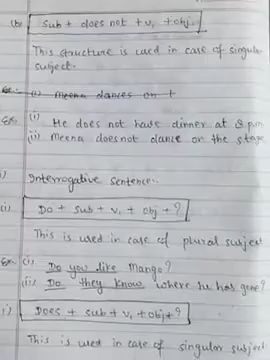 (b) sub + does not + v₁ + obj.
This structure is used in case of singular
subject.
Ex:- (i) Meena dances on t
Ex:- (i) He does not have dinner at 8 pm
(ii) Meena does not dance on the stage
Interrogative Sentence:-
(i) Do + sub + v₁ + obj + ?
This is used in case of plural subject
Ex:- (i) Do you like Mango?
(ii) Do they know where he has gone?
Does + sub + v₁ + obj + ?
This is used in case of singular subject